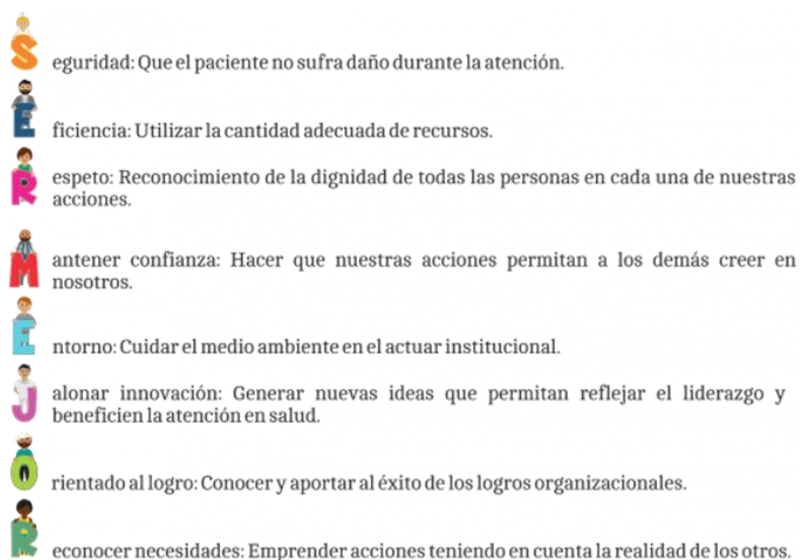 Seguridad: Que el paciente no sufra daño durante la atención.
Eficiencia: Utilizar la cantidad adecuada de recursos.
Respeto: Reconocimiento de la dignidad de todas las personas en cada una de nuestras
acciones.
Mantener confianza: Hacer que nuestras acciones permitan a los demás creer en
nosotros.
Entorno: Cuidar el medio ambiente en el actuar institucional.
Jalonar innovación: Generar nuevas ideas que permitan reflejar el liderazgo y
beneficien la atención en salud.
Orientado al logro: Conocer y aportar al éxito de los logros organizacionales.
Reconocer necesidades: Emprender acciones teniendo en cuenta la realidad de los otros.